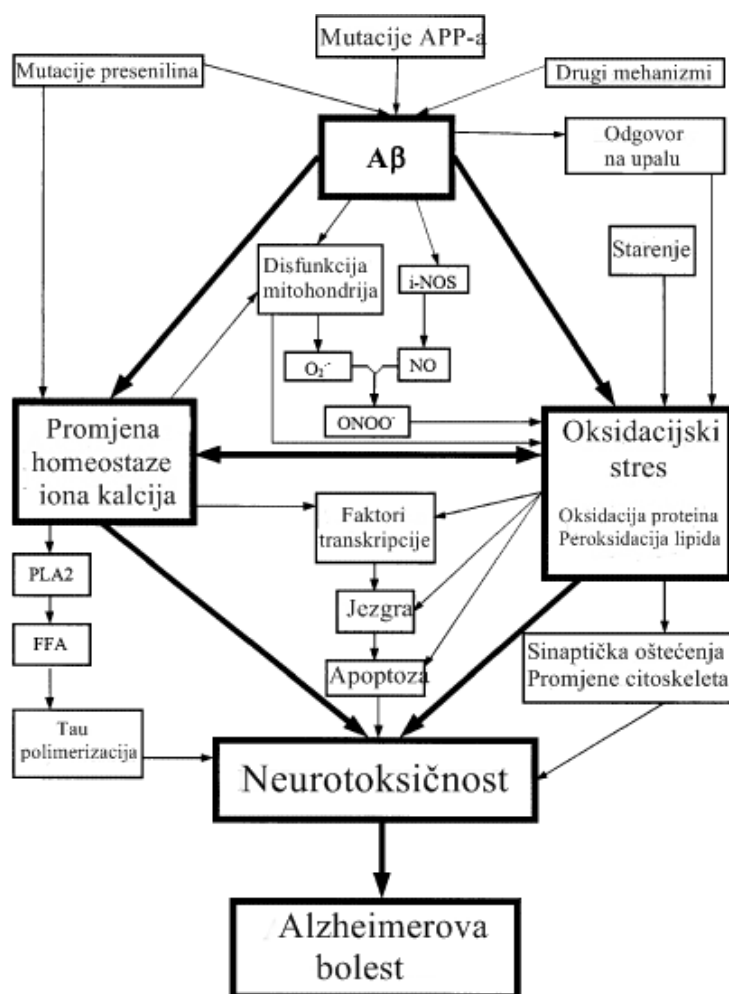 Mutacije APP-a
Mutacije presenilina
Drugi mehanizmi
Aβ
Odgovor
na upalu
Starenje
Disfunkcija
mitohondrija
i-NOS
O₂·-
NO
ONOO-
Promjena
homeostaze
iona kalcija
Oksidacijski
stres
Oksidacija proteina
Peroksidacija lipida
Faktori
transkripcije
PLA2
Jezgra
FFA
Apoptoza
Sinaptička oštećenja
Promjene citoskeleta
Tau
polimerizacija
Neurotoksičnost
Alzheimerova
bolest